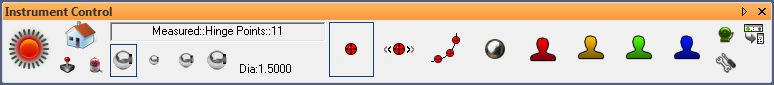 Instrument Control
Measured::Hinge Points::11
Dia:1.5000